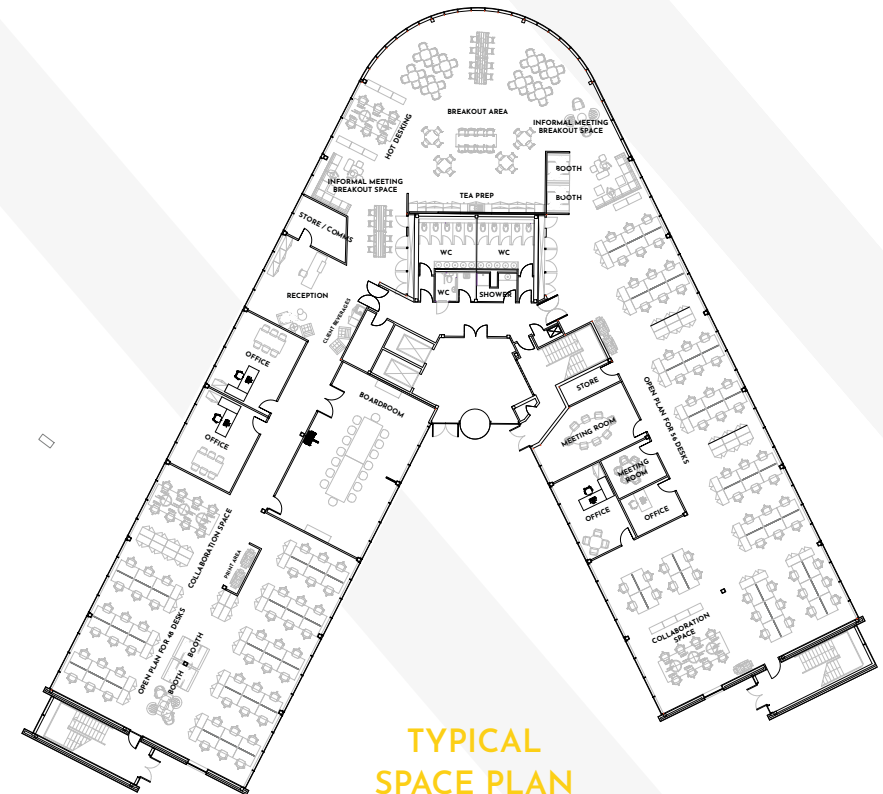 BREAKOUT AREA
HOT DESKING
INFORMAL MEETING
BREAKOUT SPACE
BOOTH
BOOTH
INFORMAL MEETING
BREAKOUT SPACE
TEA PREP
STORE / COMMS
WC
WC
WC
SHOWER
RECEPTION
CLIENT BEVERAGES
OFFICE
OFFICE
BOARDROOM
STORE
MEETING ROOM
MEETING
ROOM
OFFICE
OFFICE
OPEN PLAN FOR 56 DESKS
COLLABORATION SPACE
PRINT AREA
OPEN PLAN FOR 48 DESKS
BOOTH
BOOTH
COLLABORATION
SPACE
TYPICAL
SPACE PLAN